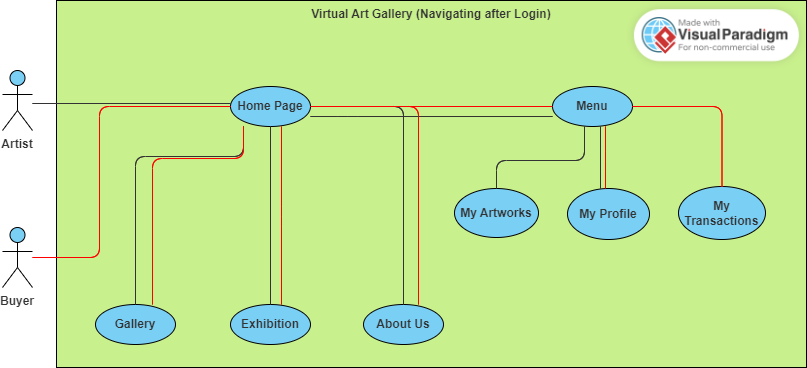 Virtual Art Gallery (Navigating after Login)
Made with
Visual Paradigm
For non-commercial use
Artist
Home Page
Menu
My Artworks
My Profile
My
Transactions
Buyer
Gallery
Exhibition
About Us